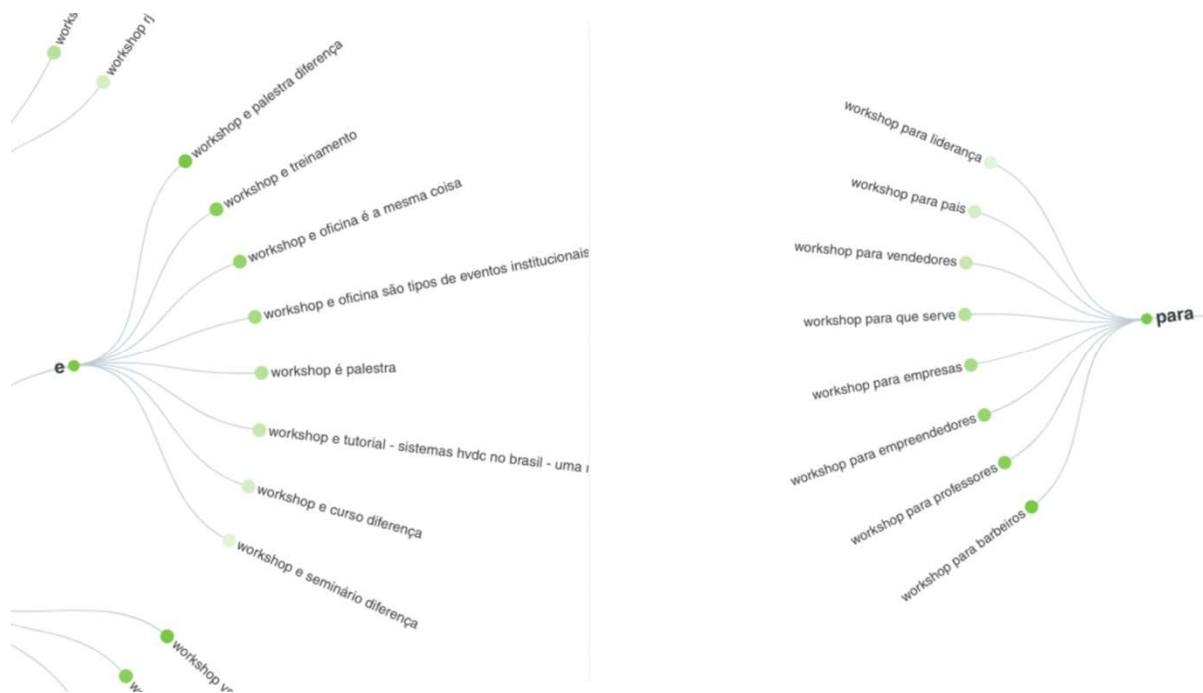 workshop rj
workshop e palestra diferença
workshop e treinamento
workshop e oficina é a mesma coisa
workshop e oficina são tipos de eventos institucionais
e
workshop é palestra
workshop e tutorial - sistemas hvdc no brasil - uma
workshop e curso diferença
workshop e seminário diferença
workshop
workshop para liderança
workshop para pais
workshop para vendedores
workshop para que serve
para
workshop para empresas
workshop para empreendedores
workshop para professores
workshop para barbeiros